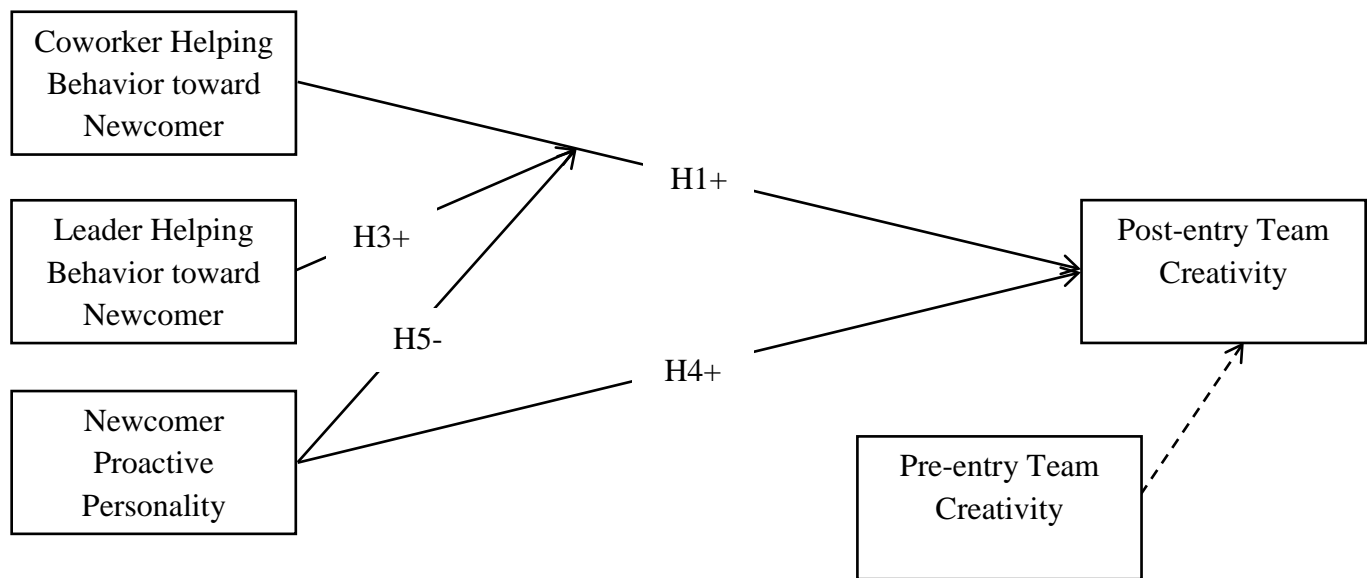 Coworker Helping
Behavior toward
Newcomer
H1+
Leader Helping
Behavior toward
Newcomer
H3+
Post-entry Team
Creativity
H5-
H4+
Newcomer
Proactive
Personality
Pre-entry Team
Creativity